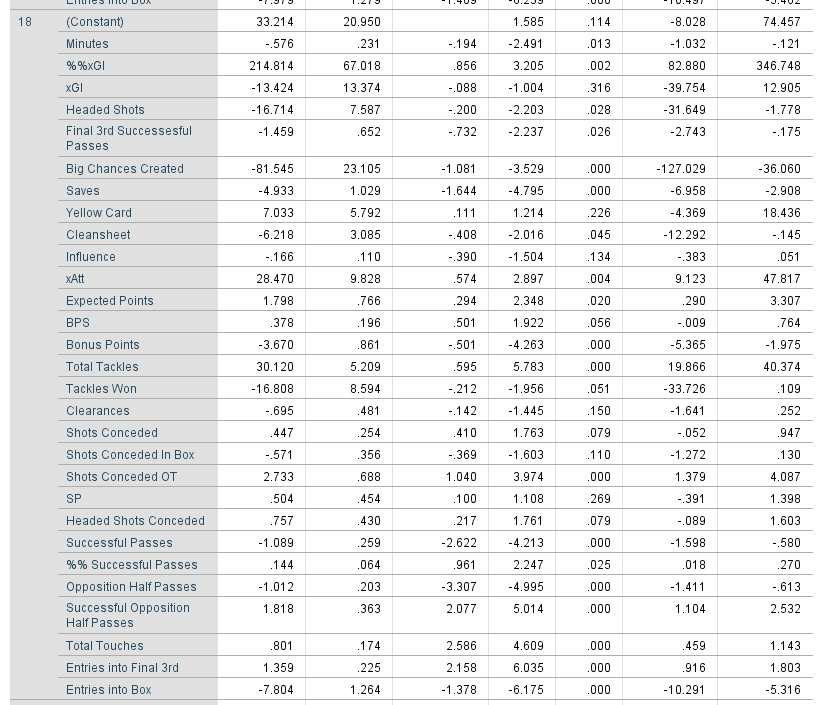 18 (Constant) 33.214 20.950 1.585 .114 -8.028 74.457
Minutes -.576 .231 -.194 -2.491 .013 -1.032 -.121
%%xGI 214.814 67.018 .856 3.205 .002 82.880 346.748
xGI -13.424 13.374 -.088 -1.004 .316 -39.754 12.905
Headed Shots -16.714 7.587 -.200 -2.203 .028 -31.649 -1.778
Final 3rd Successesful
Passes -1.459 .652 -.732 -2.237 .026 -2.743 -.175
Big Chances Created -81.545 23.105 -1.081 -3.529 .000 -127.029 -36.060
Saves -4.933 1.029 -1.644 -4.795 .000 -6.958 -2.908
Yellow Card 7.033 5.792 .111 1.214 .226 -4.369 18.436
Cleansheet -6.218 3.085 -.408 -2.016 .045 -12.292 -.145
Influence -.166 .110 -.390 -1.504 .134 -.383 .051
xAtt 28.470 9.828 .574 2.897 .004 9.123 47.817
Expected Points 1.798 .766 .294 2.348 .020 .290 3.307
BPS .378 .196 .501 1.922 .056 -.009 .764
Bonus Points -3.670 .861 -.501 -4.263 .000 -5.365 -1.975
Total Tackles 30.120 5.209 .595 5.783 .000 19.866 40.374
Tackles Won -16.808 8.594 -.212 -1.956 .051 -33.726 .109
Clearances -.695 .481 -.142 -1.445 .150 -1.641 .252
Shots Conceded .447 .254 .410 1.763 .079 -.052 .947
Shots Conceded In Box -.571 .356 -.369 -1.603 .110 -1.272 .130
Shots Conceded OT 2.733 .688 1.040 3.974 .000 1.379 4.087
SP .504 .454 .100 1.108 .269 -.391 1.398
Headed Shots Conceded .757 .430 .217 1.761 .079 -.089 1.603
Successful Passes -1.089 .259 -2.622 -4.213 .000 -1.598 -.580
%% Successful Passes .144 .064 .961 2.247 .025 .018 .270
Opposition Half Passes -1.012 .203 -3.307 -4.995 .000 -1.411 -.613
Successful Opposition
Half Passes 1.818 .363 2.077 5.014 .000 1.104 2.532
Total Touches .801 .174 2.586 4.609 .000 .459 1.143
Entries into Final 3rd 1.359 .225 2.158 6.035 .000 .916 1.803
Entries into Box -7.804 1.264 -1.378 -6.175 .000 -10.291 -5.316